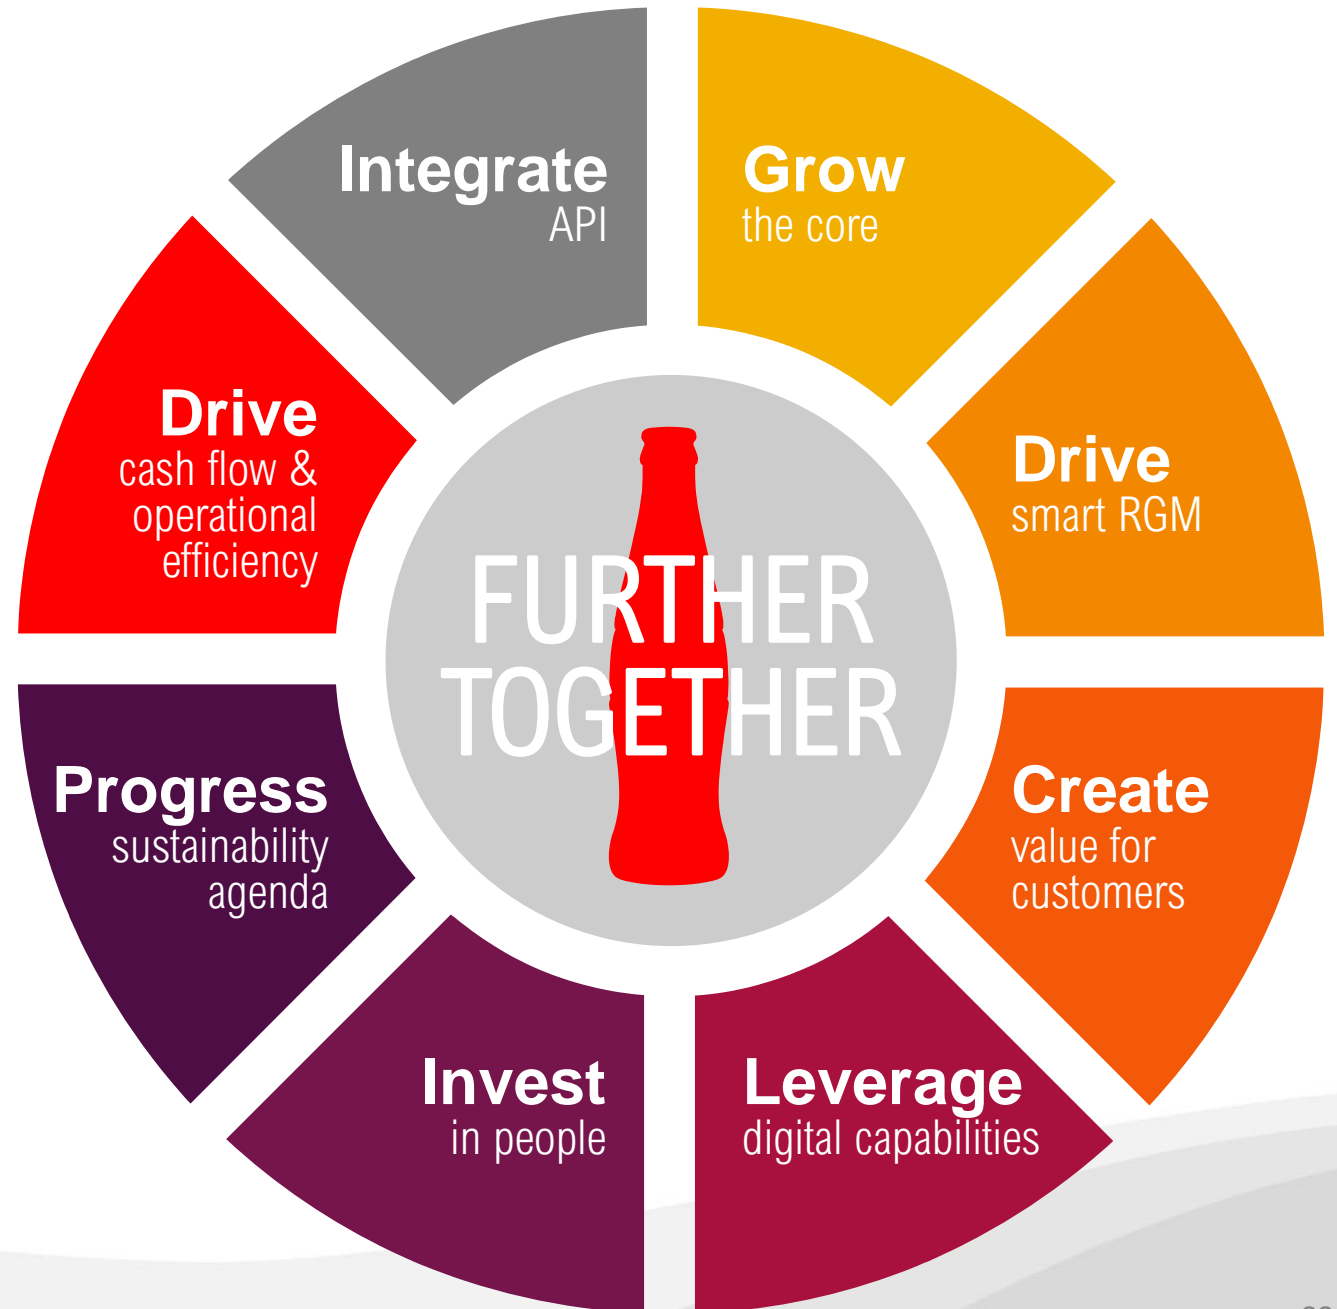 Integrate
API
Grow
the core
Drive
smart RGM
Create
value for
customers
Leverage
digital capabilities
Invest
in people
Progress
sustainability
agenda
Drive
cash flow &
operational
efficiency
FURTHER
TOGETHER